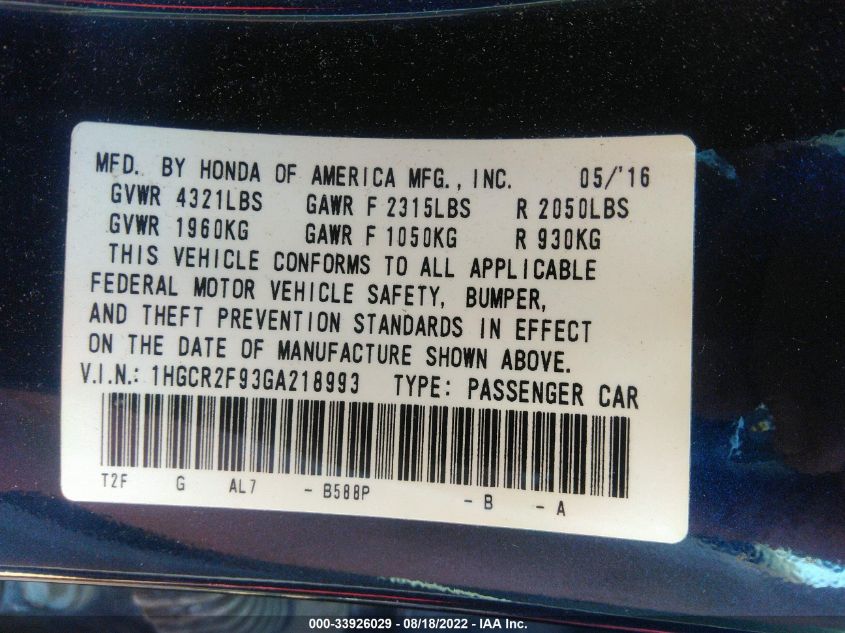 MFD. BY HONDA OF AMERICA MFG., INC. 05/'16
GVWR 4321LBS GAWR F 2315LBS R 2050LBS
GVWR 1960KG GAWR F 1050KG R 930KG
THIS VEHICLE CONFORMS TO ALL APPLICABLE
FEDERAL MOTOR VEHICLE SAFETY, BUMPER,
AND THEFT PREVENTION STANDARDS IN EFFECT
ON THE DATE OF MANUFACTURE SHOWN ABOVE.
V.I.N.: 1HGCR2F93GA218993 TYPE: PASSENGER CAR
T2F G AL7 - B588P - B - A
000-33926029 - 08/18/2022 - IAA Inc.